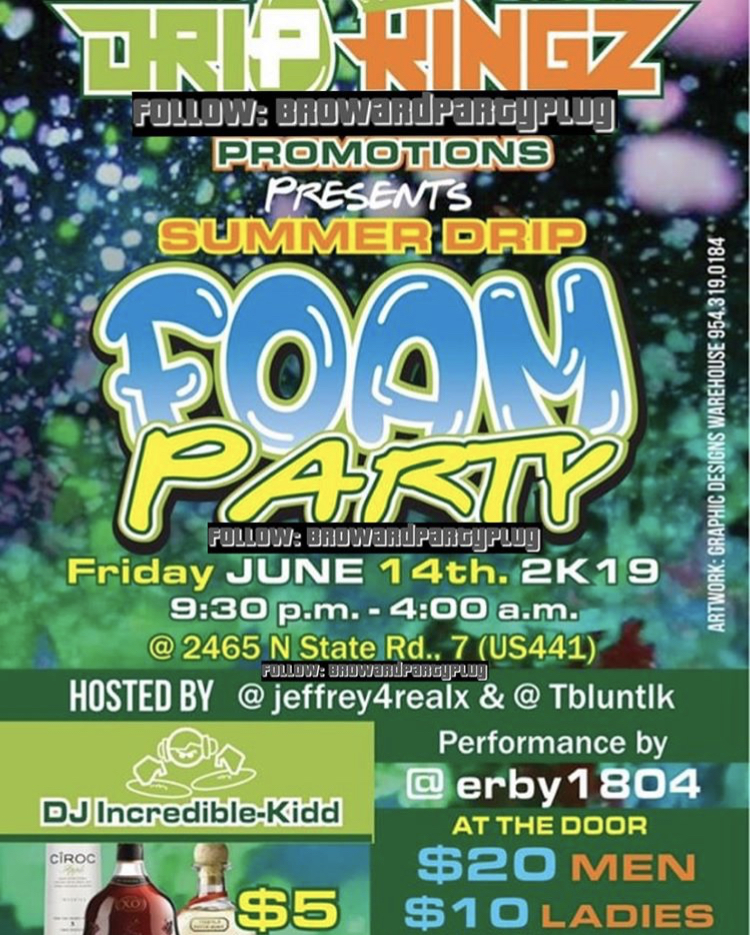 DRIP KINGZ
FOLLOW: BROWARDPARTYPLUG
PROMOTIONS
PRESENTS
SUMMER DRIP
FOAM
PARTY
FOLLOW: BROWARDPARTYPLUG
Friday JUNE 14th. 2K19
9:30 p.m. - 4:00 a.m.
@ 2465 N State Rd., 7 (US441)
FOLLOW: BROWARDPARTYPLUG
HOSTED BY @ jeffrey4realx & @ Tbluntlk
Performance by
@ erby1804
DJ Incredible-Kidd
AT THE DOOR
$20 MEN
$10 LADIES
CÎROC
XO
$5
ARTWORK: GRAPHIC DESIGNS WAREHOUSE 954.319.0184